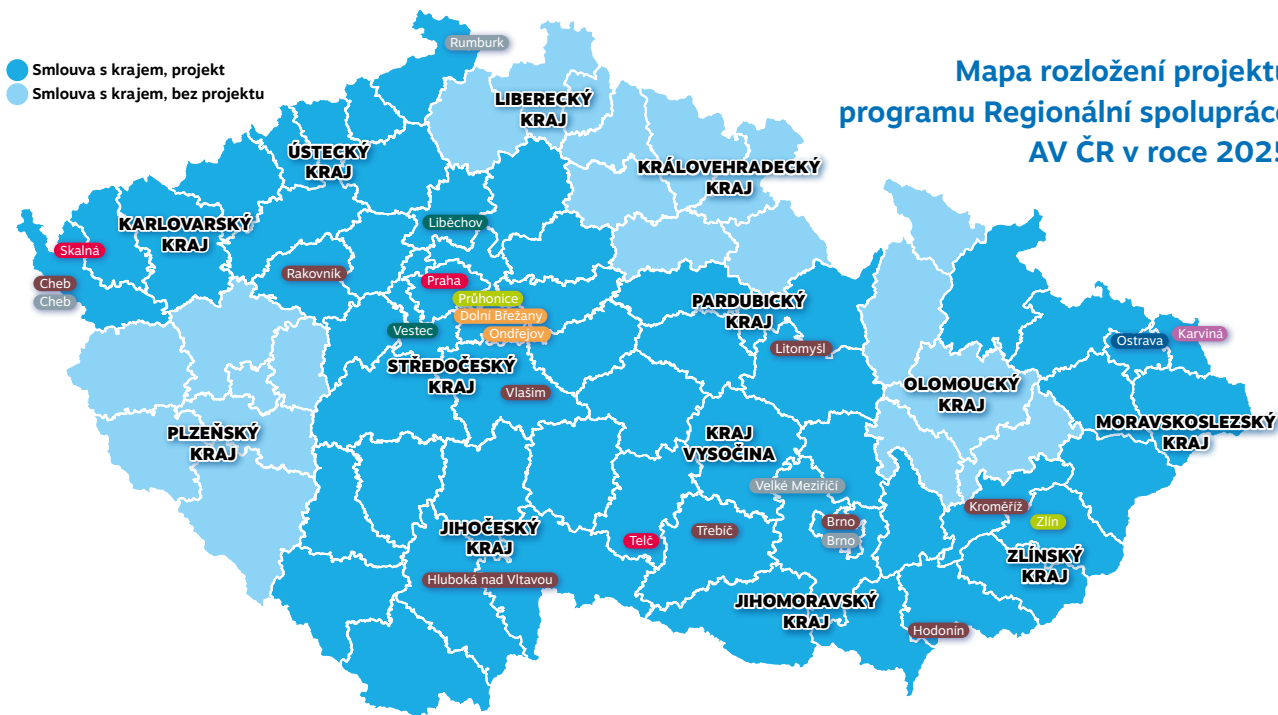 Smlouva s krajem, projekt
Smlouva s krajem, bez projektu
Mapa rozložení projektů
programu Regionální spolupráce
AV ČR v roce 2025
Rumburk
LIBERECKÝ
KRAJ
ÚSTECKÝ
KRAJ
KRÁLOVEHRADECKÝ
KRAJ
KARLOVARSKÝ
KRAJ
Liběchov
Skalná
Cheb
Cheb
Rakovník
Praha
Průhonice
Dolní Břežany
Ondřejov
Vestec
PARDUBICKÝ
KRAJ
Litomyšl
Ostrava
Karviná
STŘEDOČESKÝ
KRAJ
Vlašim
OLOMOUCKÝ
KRAJ
MORAVSKOSLEZSKÝ
KRAJ
PLZEŇSKÝ
KRAJ
KRAJ
VYSOČINA
Velké Meziříčí
Kroměříž
Zlín
JIHOČESKÝ
KRAJ
Telč
Třebíč
Brno
Brno
ZLÍNSKÝ
KRAJ
Hluboká nad Vltavou
JIHOMORAVSKÝ
KRAJ
Hodonín